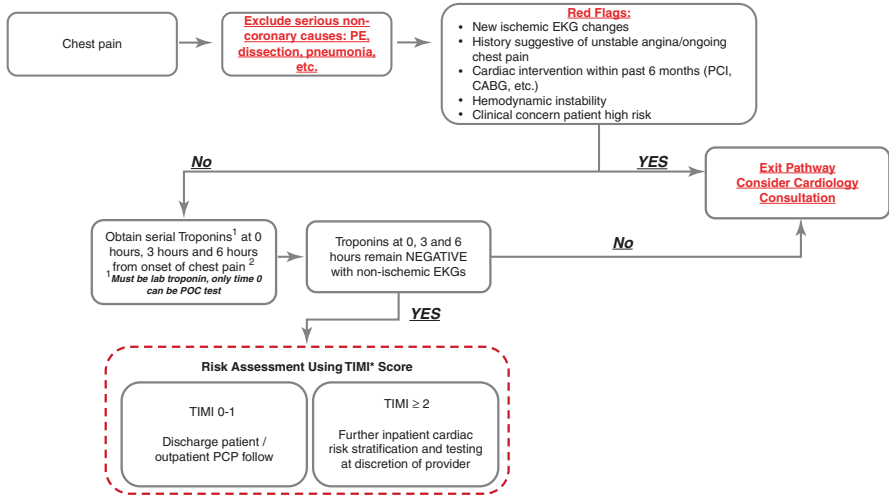 Chest pain
Exclude serious non-
coronary causes: PE,
dissection, pneumonia,
etc.
Red Flags:
• New ischemic EKG changes
• History suggestive of unstable angina/ongoing
chest pain
• Cardiac intervention within past 6 months (PCI,
CABG, etc.)
• Hemodynamic instability
• Clinical concern patient high risk
No
YES
Exit Pathway
Consider Cardiology
Consultation
Obtain serial Troponins¹ at 0
hours, 3 hours and 6 hours
from onset of chest pain ²
¹Must be lab troponin, only time 0
can be POC test
Troponins at 0, 3 and 6
hours remain NEGATIVE
with non-ischemic EKGs
No
YES
Risk Assessment Using TIMI* Score
TIMI 0-1
Discharge patient /
outpatient PCP follow
TIMI ≥ 2
Further inpatient cardiac
risk stratification and testing
at discretion of provider